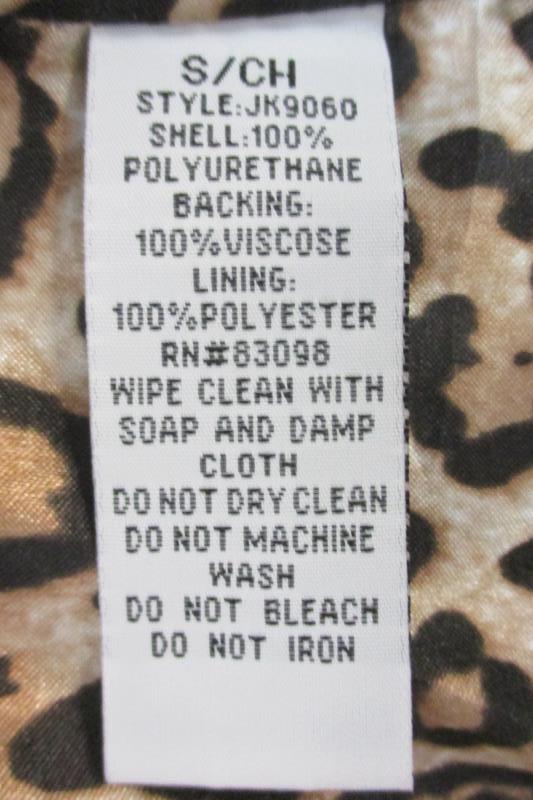 S/CH
STYLE:JK9060
SHELL:100%
POLYURETHANE
BACKING:
100%VISCOSE
LINING:
100%POLYESTER
RN#83098
WIPE CLEAN WITH
SOAP AND DAMP
CLOTH
DO NOT DRY CLEAN
DO NOT MACHINE
WASH
DO NOT BLEACH
DO NOT IRON